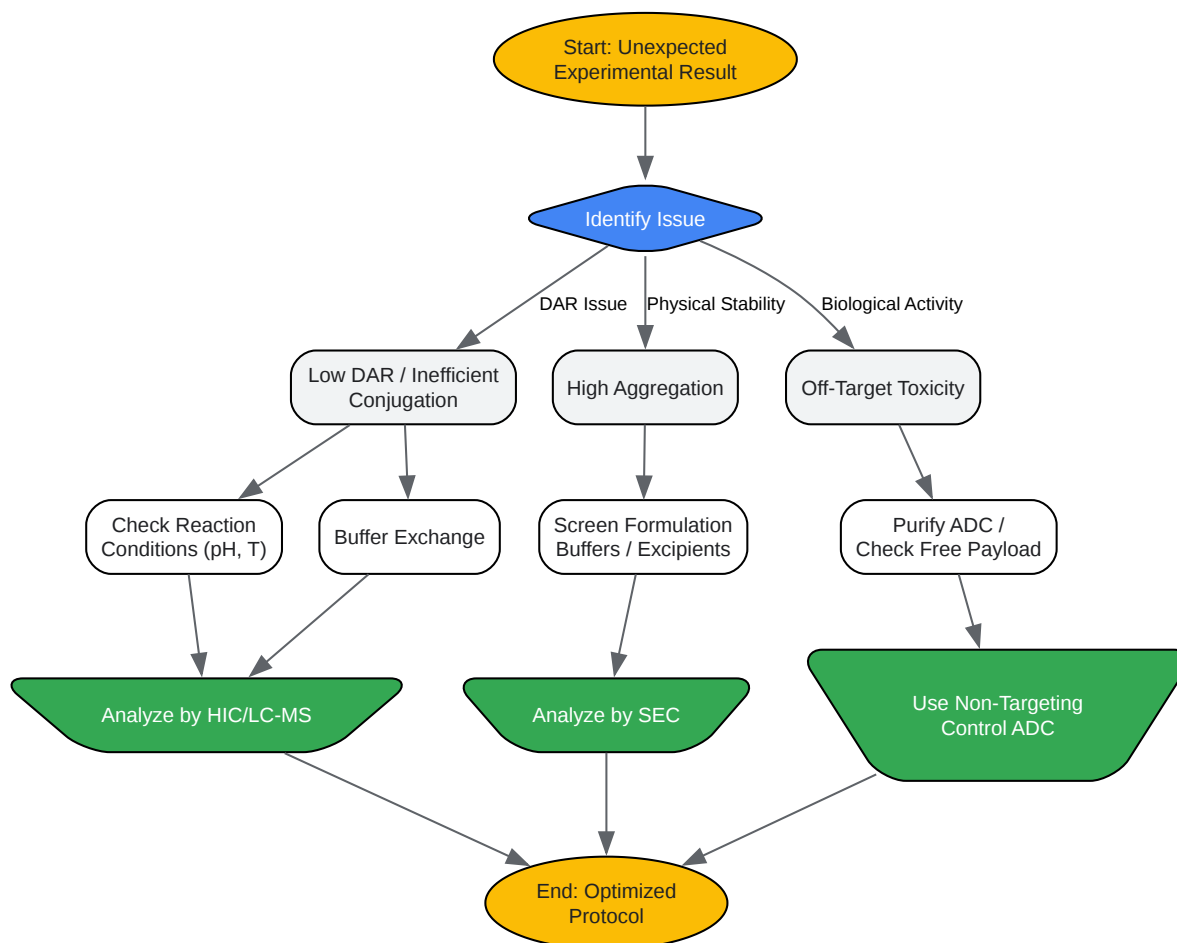 Start: Unexpected
Experimental Result
Identify Issue
DAR Issue
Physical Stability
Biological Activity
Low DAR / Inefficient
Conjugation
High Aggregation
Off-Target Toxicity
Check Reaction
Conditions (pH, T)
Buffer Exchange
Screen Formulation
Buffers / Excipients
Purify ADC /
Check Free Payload
Analyze by HIC/LC-MS
Analyze by SEC
Use Non-Targeting
Control ADC
End: Optimized
Protocol